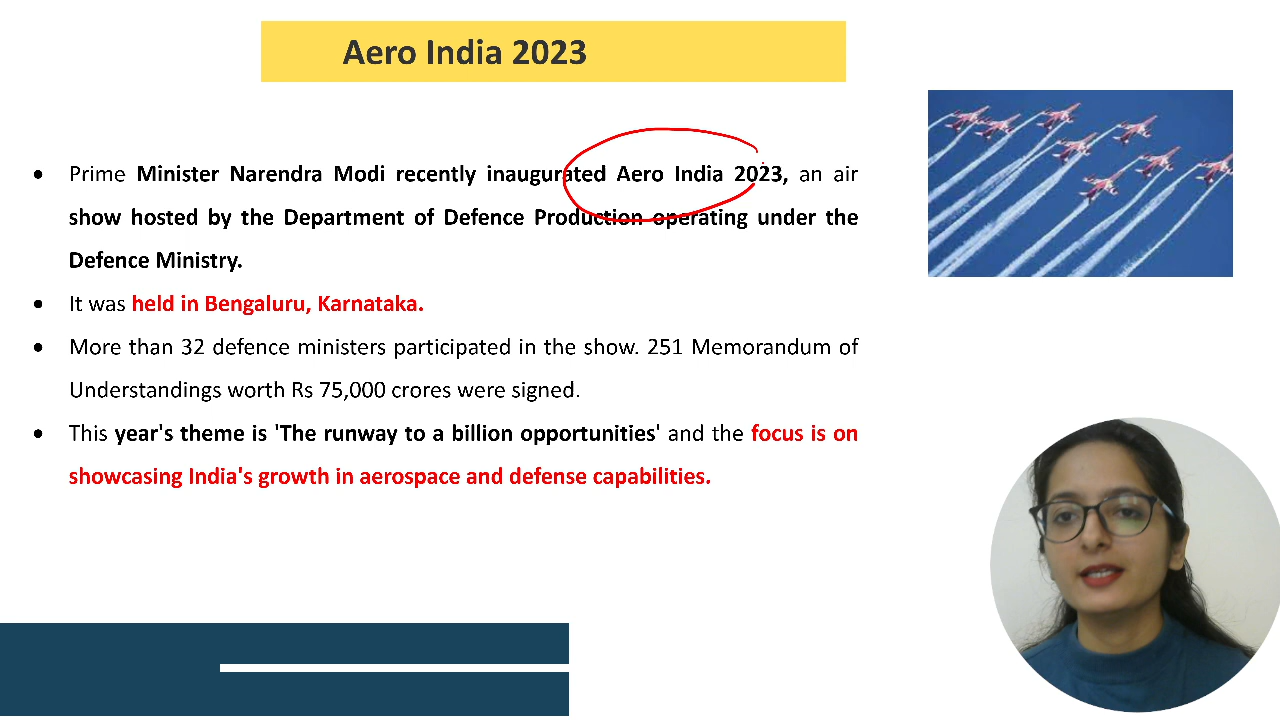 Aero India 2023
• Prime Minister Narendra Modi recently inaugurated Aero India 2023, an air
show hosted by the Department of Defence Production operating under the
Defence Ministry.
• It was held in Bengaluru, Karnataka.
• More than 32 defence ministers participated in the show. 251 Memorandum of
Understandings worth Rs 75,000 crores were signed.
• This year's theme is 'The runway to a billion opportunities' and the focus is on
showcasing India's growth in aerospace and defense capabilities.